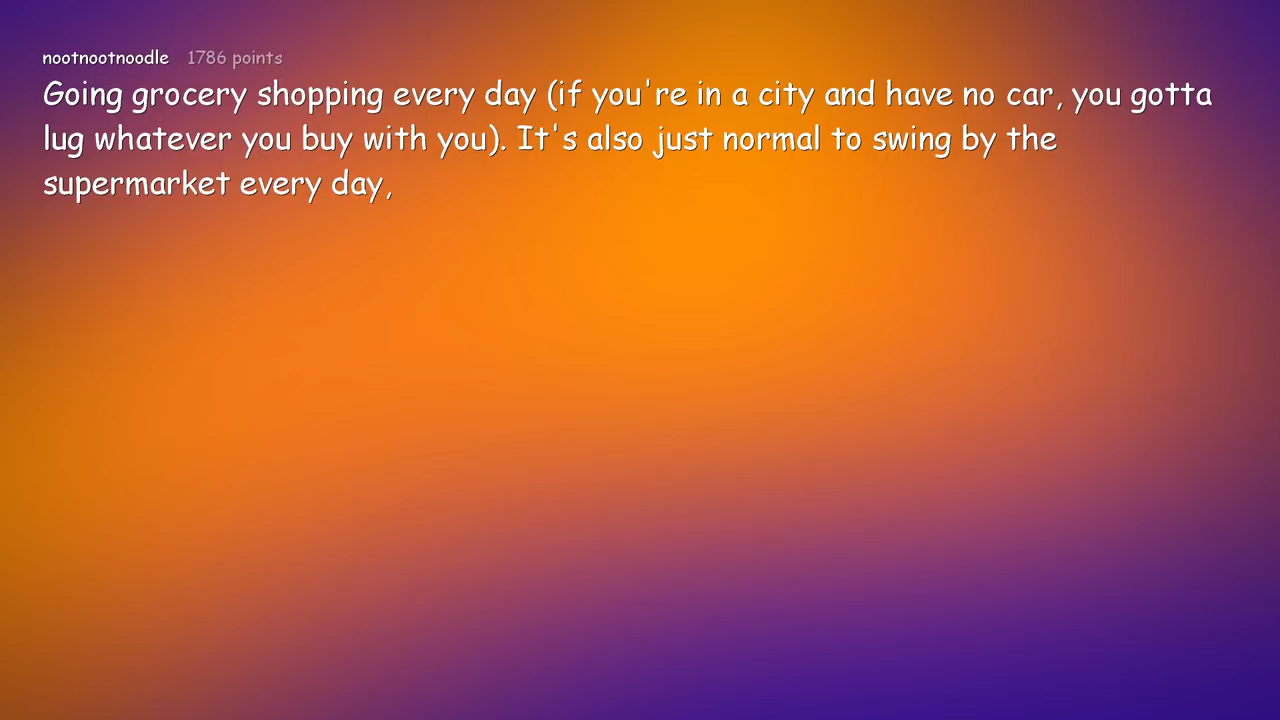 nootnootnoodle 1786 points
Going grocery shopping every day (if you're in a city and have no car, you gotta
lug whatever you buy with you). It's also just normal to swing by the
supermarket every day,